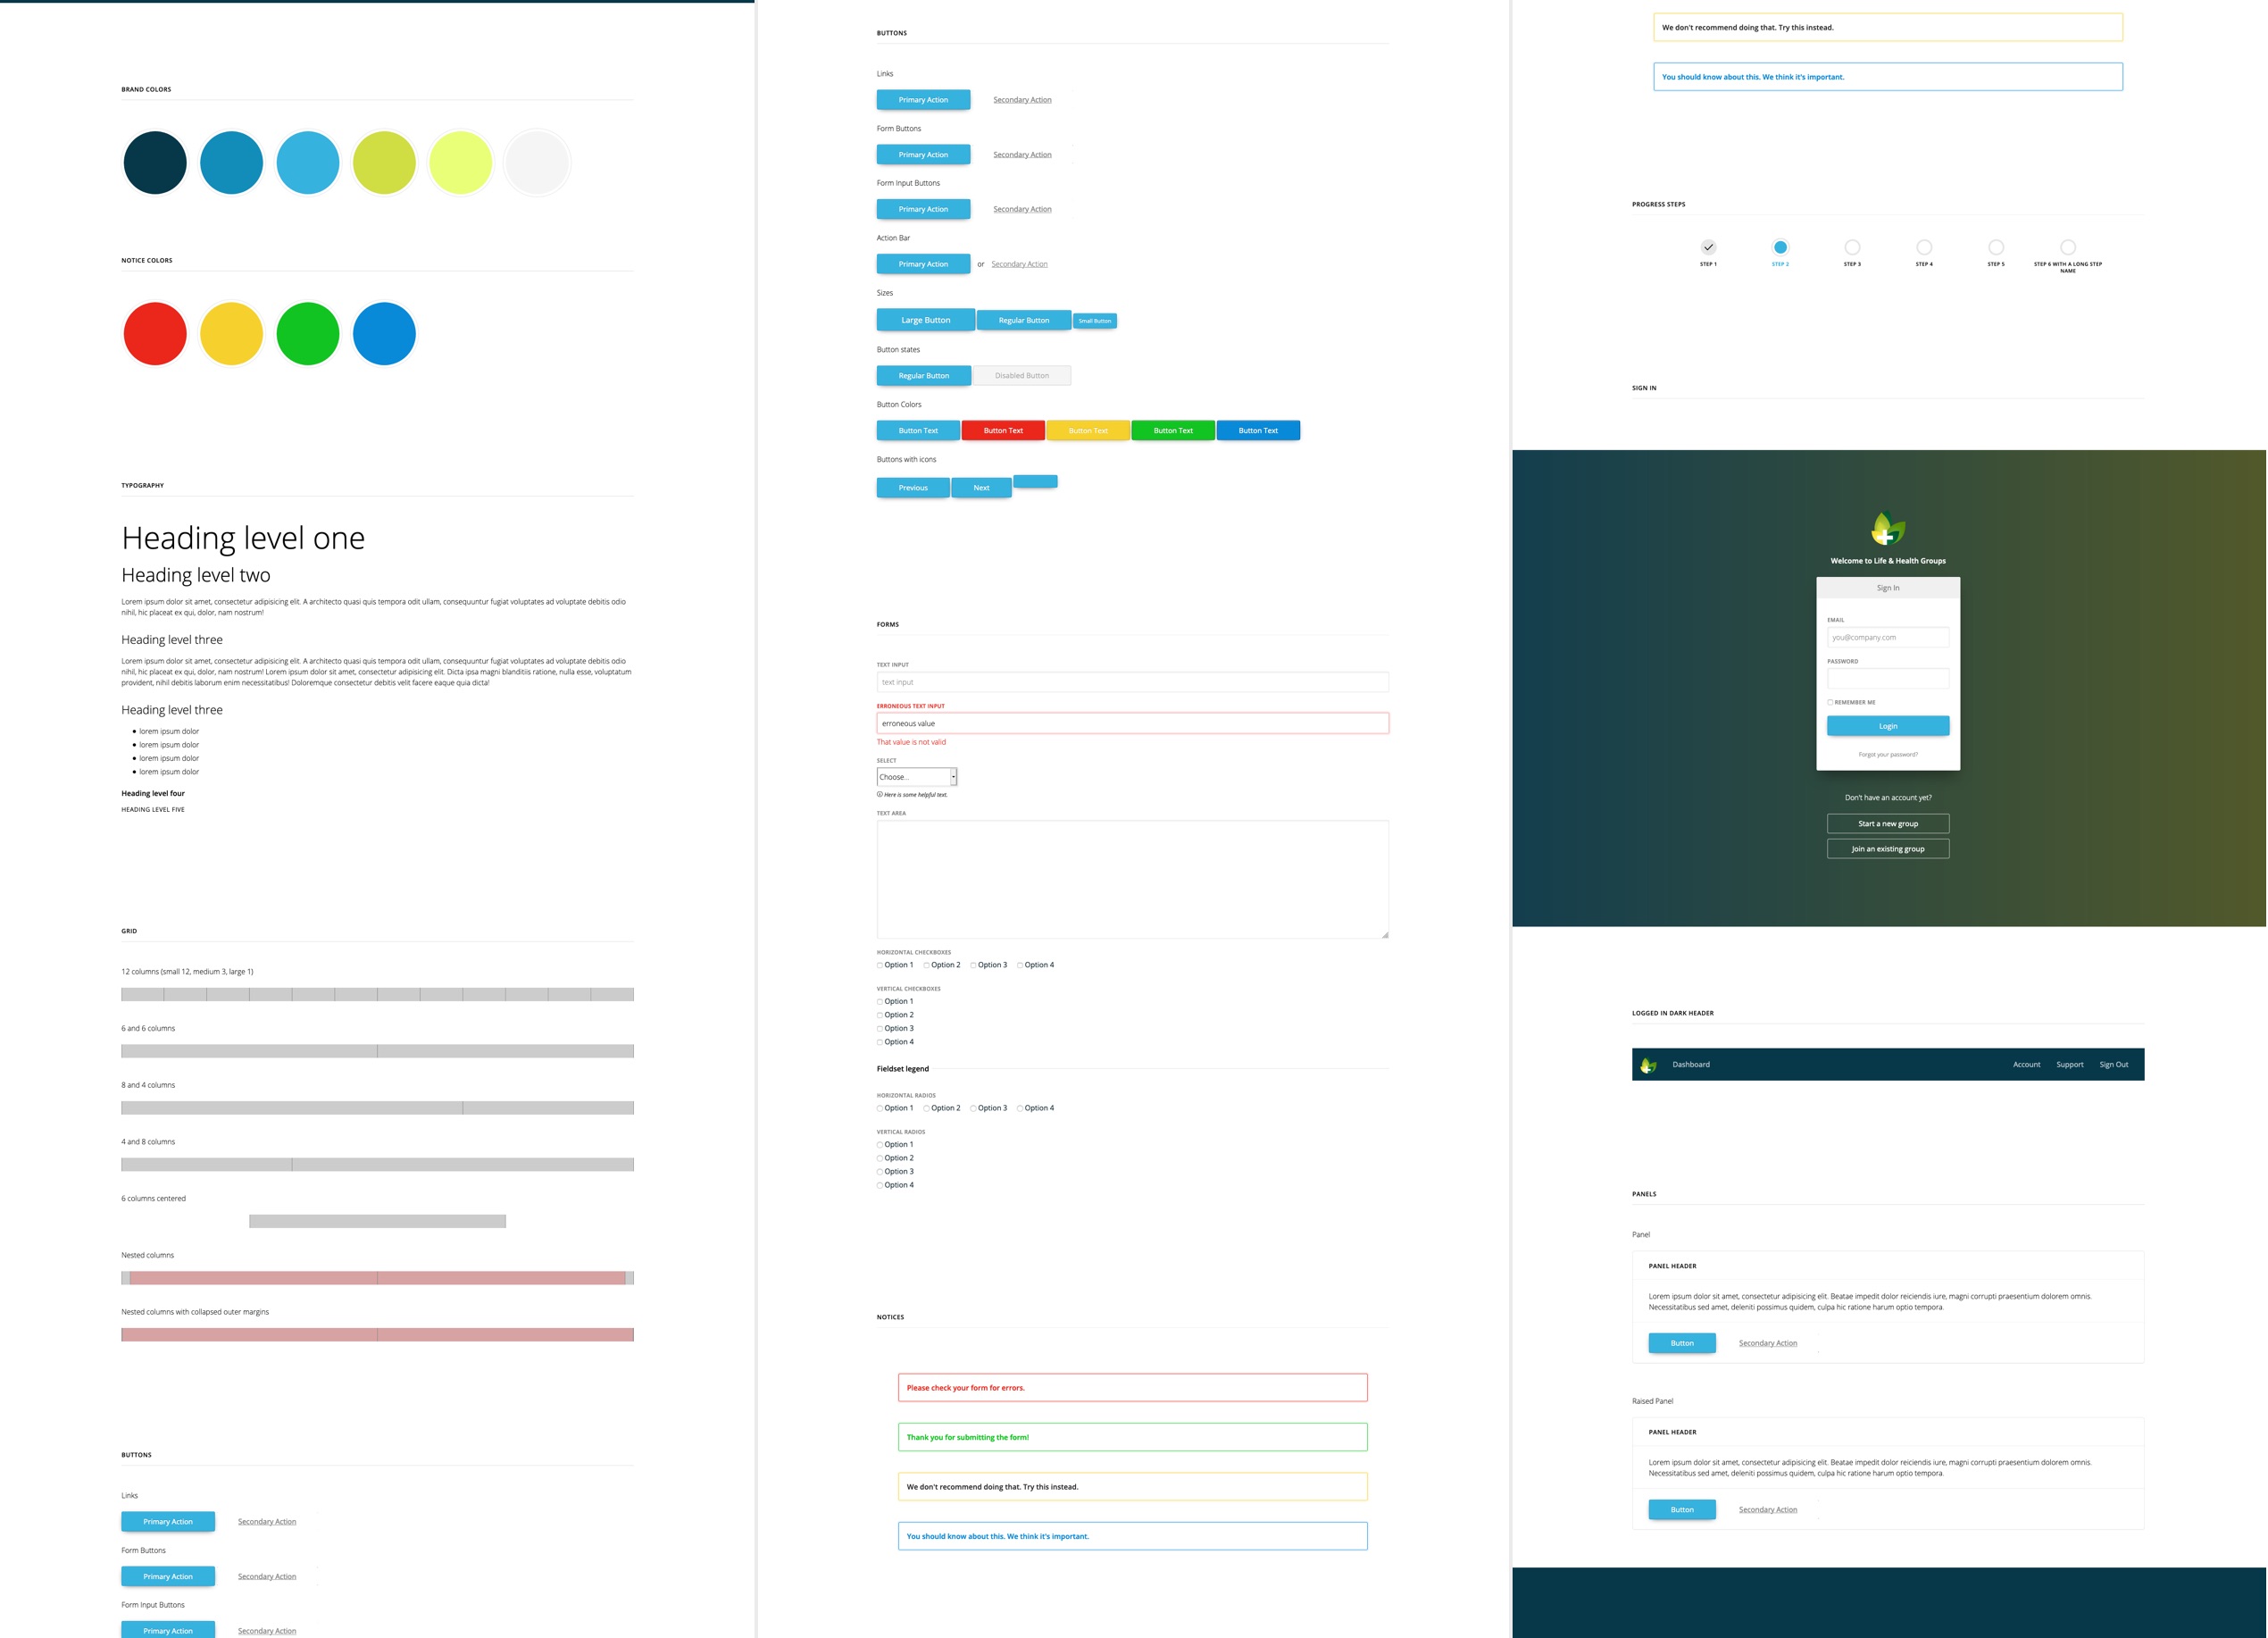 BRAND COLORS
NOTICE COLORS
TYPOGRAPHY
Heading level one
Heading level two
Lorem ipsum dolor sit amet, consectetur adipisicing elit. A architecto quasi quis tempora odit ullam, consequuntur fugiat voluptates ad voluptate debitis odio
nihil, hic placeat ex qui, dolor, nam nostrum!
Heading level three
Lorem ipsum dolor sit amet, consectetur adipisicing elit. A architecto quasi quis tempora odit ullam, consequuntur fugiat voluptates ad voluptate debitis odio
nihil, hic placeat ex qui, dolor, nam nostrum! Lorem ipsum dolor sit amet, consectetur adipisicing elit. Dicta ipsa magni blanditiis ratione, nulla esse, voluptatum
provident, nihil debitis laborum enim necessitatibus! Doloremque consectetur debitis velit facere eaque quia dicta!
Heading level three
lorem ipsum dolor
lorem ipsum dolor
lorem ipsum dolor
lorem ipsum dolor
Heading level four
HEADING LEVEL FIVE
GRID
12 columns (small 12, medium 3, large 1)
6 and 6 columns
8 and 4 columns
4 and 8 columns
6 columns centered
Nested columns
Nested columns with collapsed outer margins
BUTTONS
Links
Primary Action Secondary Action
Form Buttons
Primary Action Secondary Action
Form Input Buttons
Primary Action Secondary Action
BUTTONS
Links
Primary Action Secondary Action
Form Buttons
Primary Action Secondary Action
Form Input Buttons
Primary Action Secondary Action
Action Bar
Primary Action or Secondary Action
Sizes
Large Button Regular Button Small Button
Button states
Regular Button Disabled Button
Button Colors
Button Text Button Text Button Text Button Text Button Text
Buttons with icons
Previous Next
FORMS
TEXT INPUT
text input
ERRONEOUS TEXT INPUT
erroneous value
That value is not valid
SELECT
Choose...
Here is some helpful text.
TEXT AREA
HORIZONTAL CHECKBOXES
Option 1 Option 2 Option 3 Option 4
VERTICAL CHECKBOXES
Option 1
Option 2
Option 3
Option 4
Fieldset legend
HORIZONTAL RADIOS
Option 1 Option 2 Option 3 Option 4
VERTICAL RADIOS
Option 1
Option 2
Option 3
Option 4
NOTICES
Please check your form for errors.
Thank you for submitting the form!
We don't recommend doing that. Try this instead.
You should know about this. We think it's important.
We don't recommend doing that. Try this instead.
You should know about this. We think it's important.
PROGRESS STEPS
STEP 1 STEP 2 STEP 3 STEP 4 STEP 5 STEP 6 WITH A LONG STEP
NAME
SIGN IN
Welcome to Life & Health Groups
Sign In
EMAIL
you@company.com
PASSWORD
REMEMBER ME
Login
Forgot your password?
Don't have an account yet?
Start a new group
Join an existing group
LOGGED IN DARK HEADER
Dashboard Account Support Sign Out
PANELS
Panel
PANEL HEADER
Lorem ipsum dolor sit amet, consectetur adipisicing elit. Beatae impedit dolor reiciendis iure, magni corrupti praesentium dolorem omnis.
Necessitatibus sed amet, deleniti possimus quidem, culpa hic ratione harum optio tempora.
Button Secondary Action
Raised Panel
PANEL HEADER
Lorem ipsum dolor sit amet, consectetur adipisicing elit. Beatae impedit dolor reiciendis iure, magni corrupti praesentium dolorem omnis.
Necessitatibus sed amet, deleniti possimus quidem, culpa hic ratione harum optio tempora.
Button Secondary Action